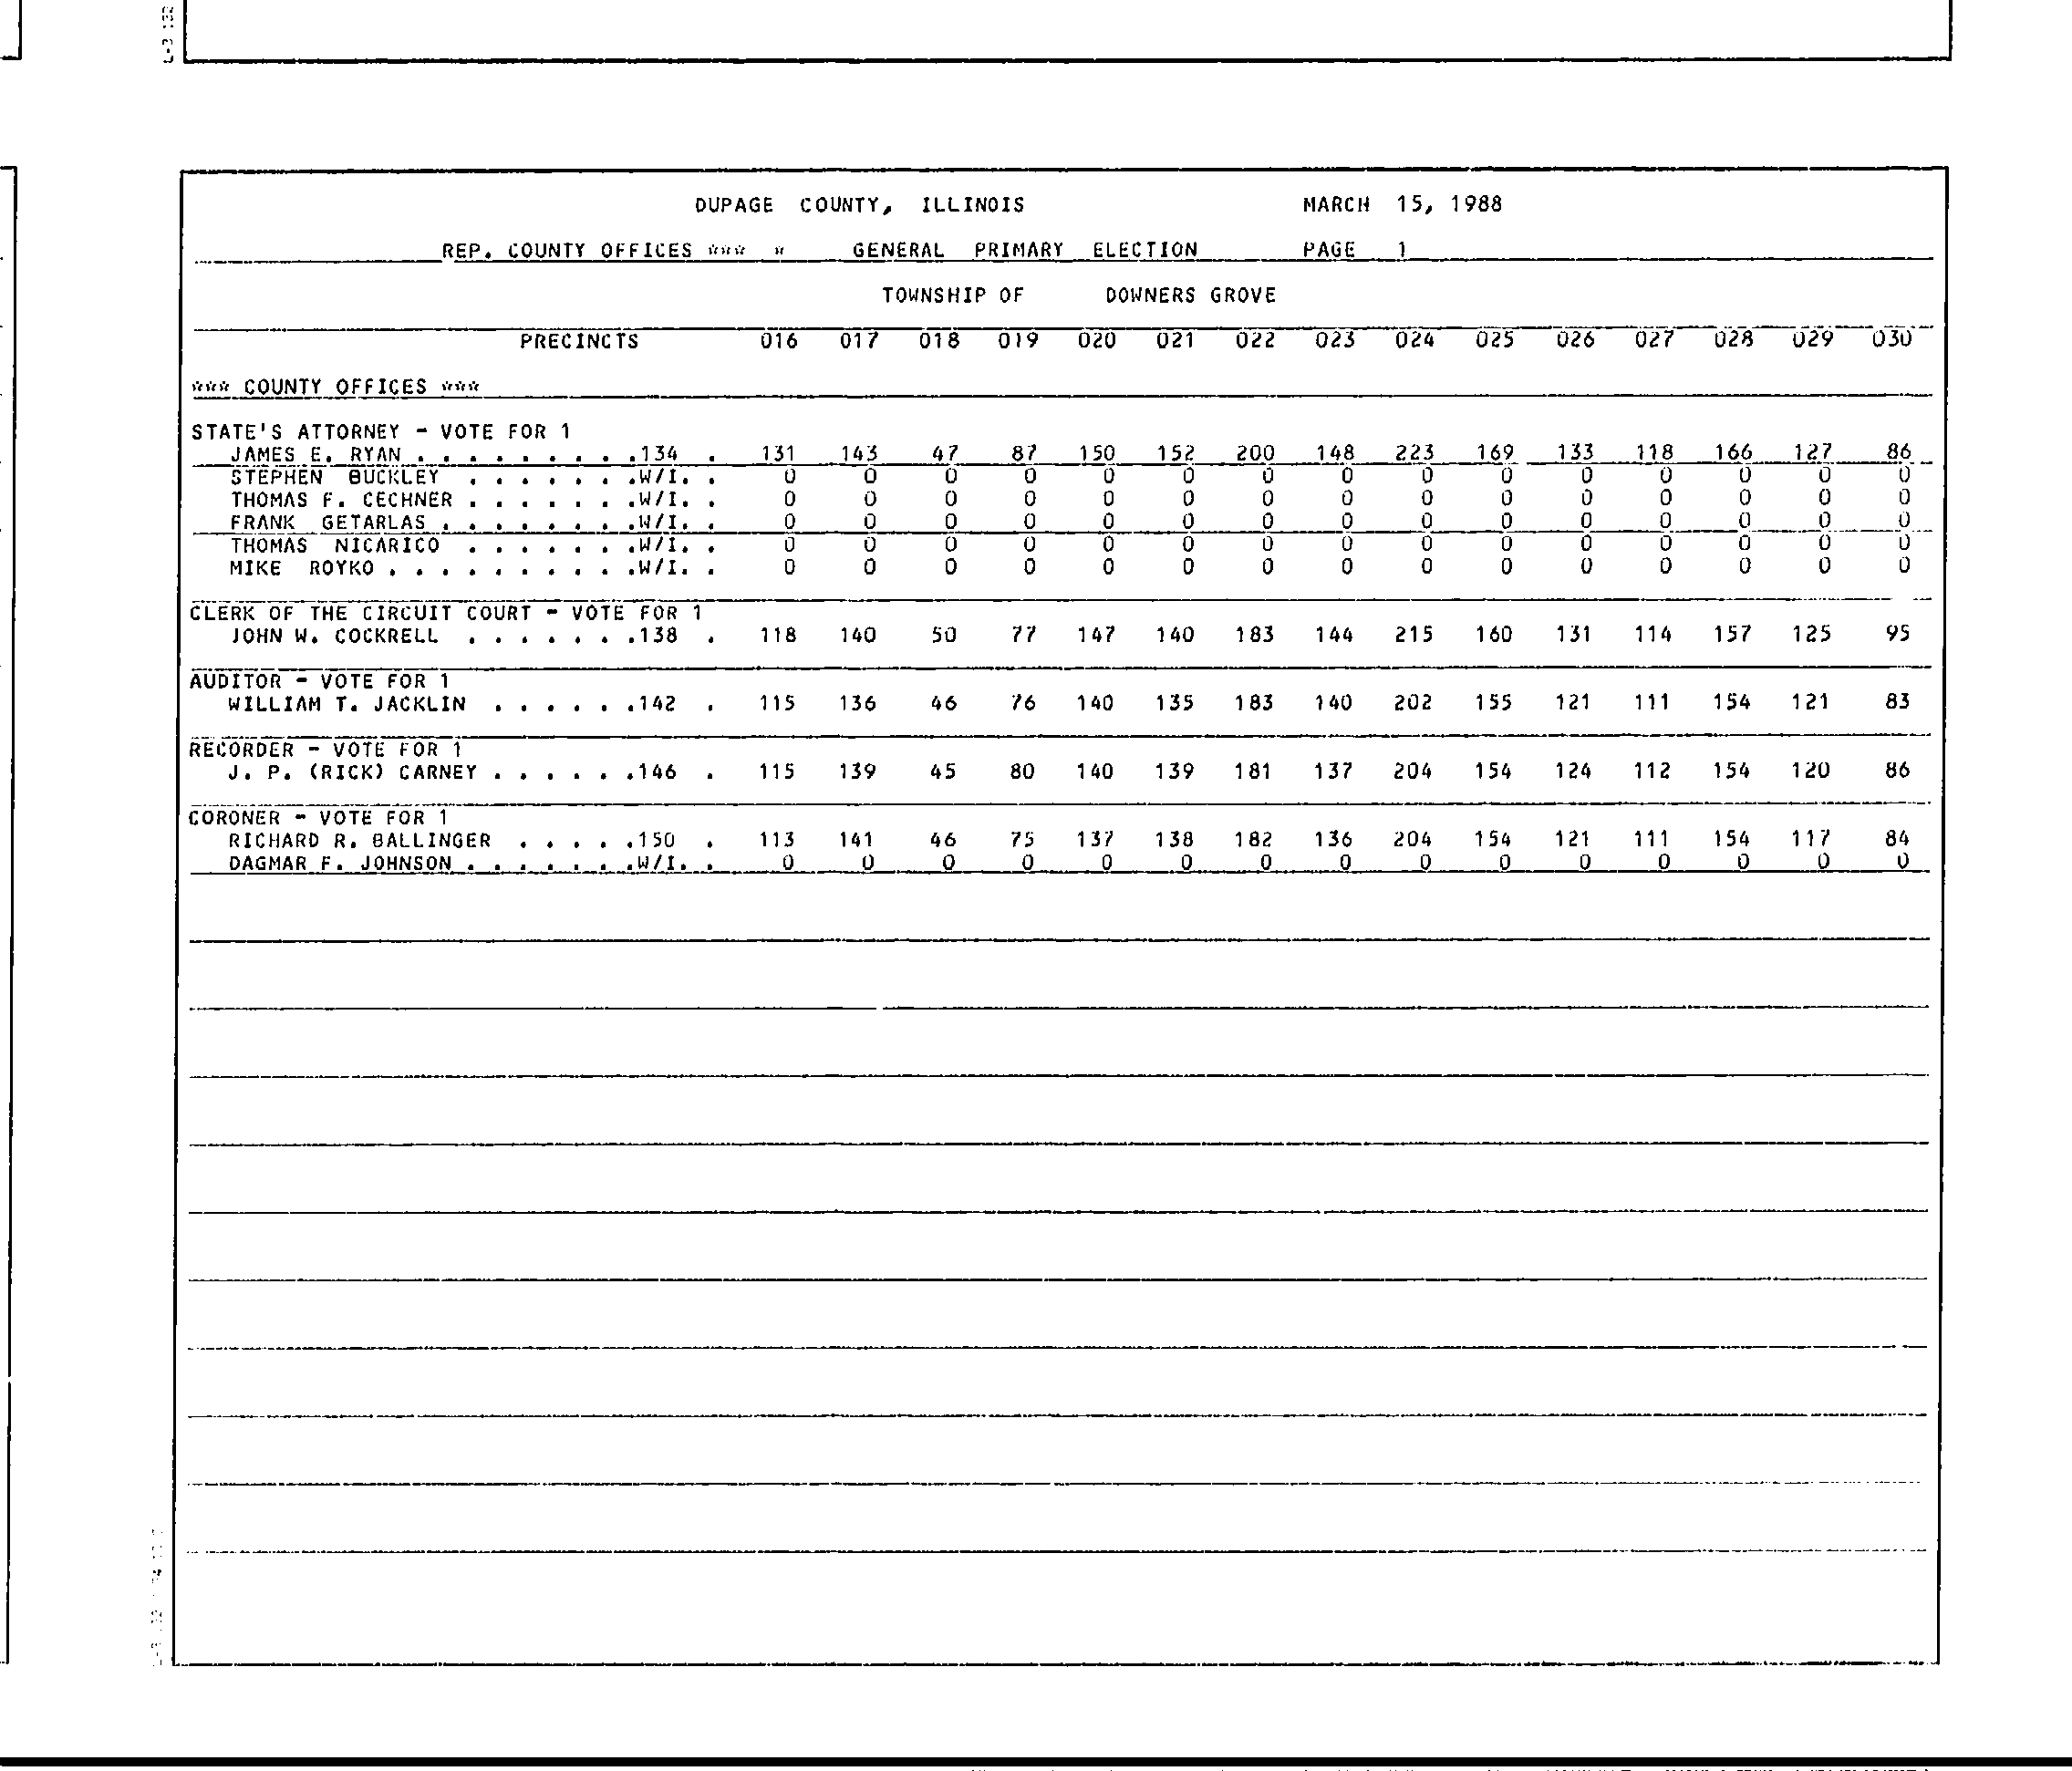 DUPAGE COUNTY, ILLINOIS MARCH 15, 1988
REP. COUNTY OFFICES *** * GENERAL PRIMARY ELECTION PAGE 1
TOWNSHIP OF DOWNERS GROVE
PRECINCTS 016 017 018 019 020 021 022 023 024 025 026 027 028 029 030
*** COUNTY OFFICES ***
STATE'S ATTORNEY - VOTE FOR 1
JAMES E. RYAN . . . . . . . . .134 . 131 143 47 87 150 152 200 148 223 169 133 118 166 127 86
STEPHEN BUCKLEY . . . . . . .W/I. . 0 0 0 0 0 0 0 0 0 0 0 0 0 0 0
THOMAS F. CECHNER . . . . . . .W/I. . 0 0 0 0 0 0 0 0 0 0 0 0 0 0 0
FRANK GETARLAS . . . . . . . .W/I. . 0 0 0 0 0 0 0 0 0 0 0 0 0 0 0
THOMAS NICARICO . . . . . . .W/I. . 0 0 0 0 0 0 0 0 0 0 0 0 0 0 0
MIKE ROYKO . . . . . . . . . .W/I. . 0 0 0 0 0 0 0 0 0 0 0 0 0 0 0
CLERK OF THE CIRCUIT COURT - VOTE FOR 1
JOHN W. COCKRELL . . . . . . .138 . 118 140 50 77 147 140 183 144 215 160 131 114 157 125 95
AUDITOR - VOTE FOR 1
WILLIAM T. JACKLIN . . . . . .142 . 115 136 46 76 140 135 183 140 202 155 121 111 154 121 83
RECORDER - VOTE FOR 1
J. P. (RICK) CARNEY . . . . . .146 . 115 139 45 80 140 139 181 137 204 154 124 112 154 120 86
CORONER - VOTE FOR 1
RICHARD R. BALLINGER . . . . .150 . 113 141 46 75 137 138 182 136 204 154 121 111 154 117 84
DAGMAR F. JOHNSON . . . . . . .W/I. . 0 0 0 0 0 0 0 0 0 0 0 0 0 0 0